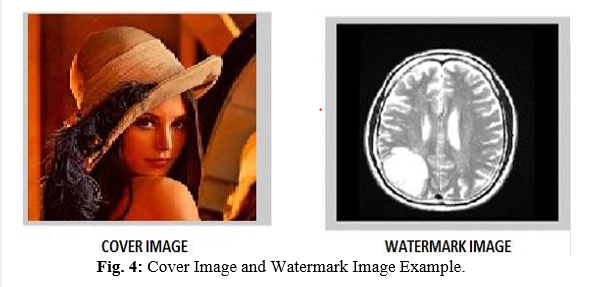 COVER IMAGE
WATERMARK IMAGE
Fig. 4: Cover Image and Watermark Image Example.